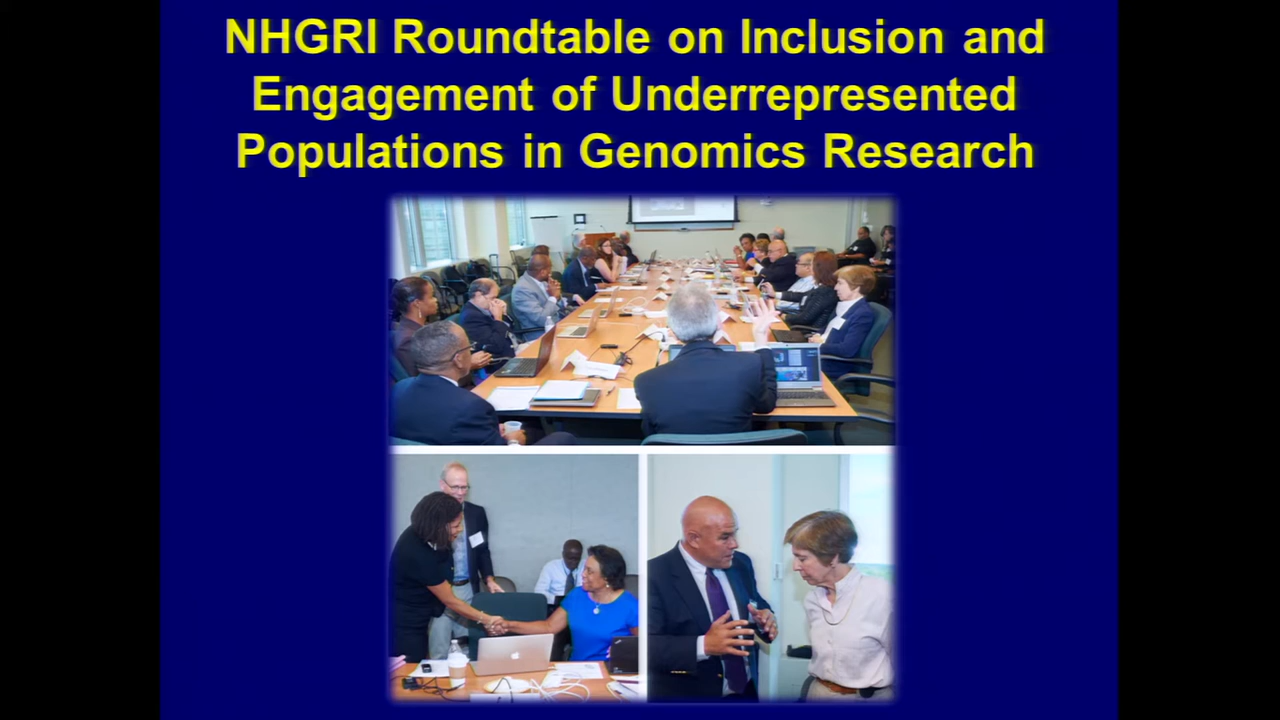 NHGRI Roundtable on Inclusion and
Engagement of Underrepresented
Populations in Genomics Research